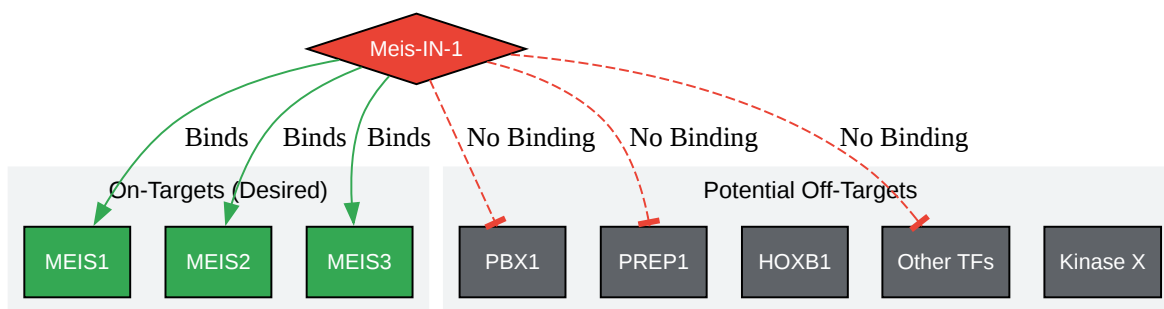 Meis-IN-1
Binds Binds Binds No Binding No Binding No Binding
On-Targets (Desired) Potential Off-Targets
MEIS1 MEIS2 MEIS3 PBX1 PREP1 HOXB1 Other TFs Kinase X